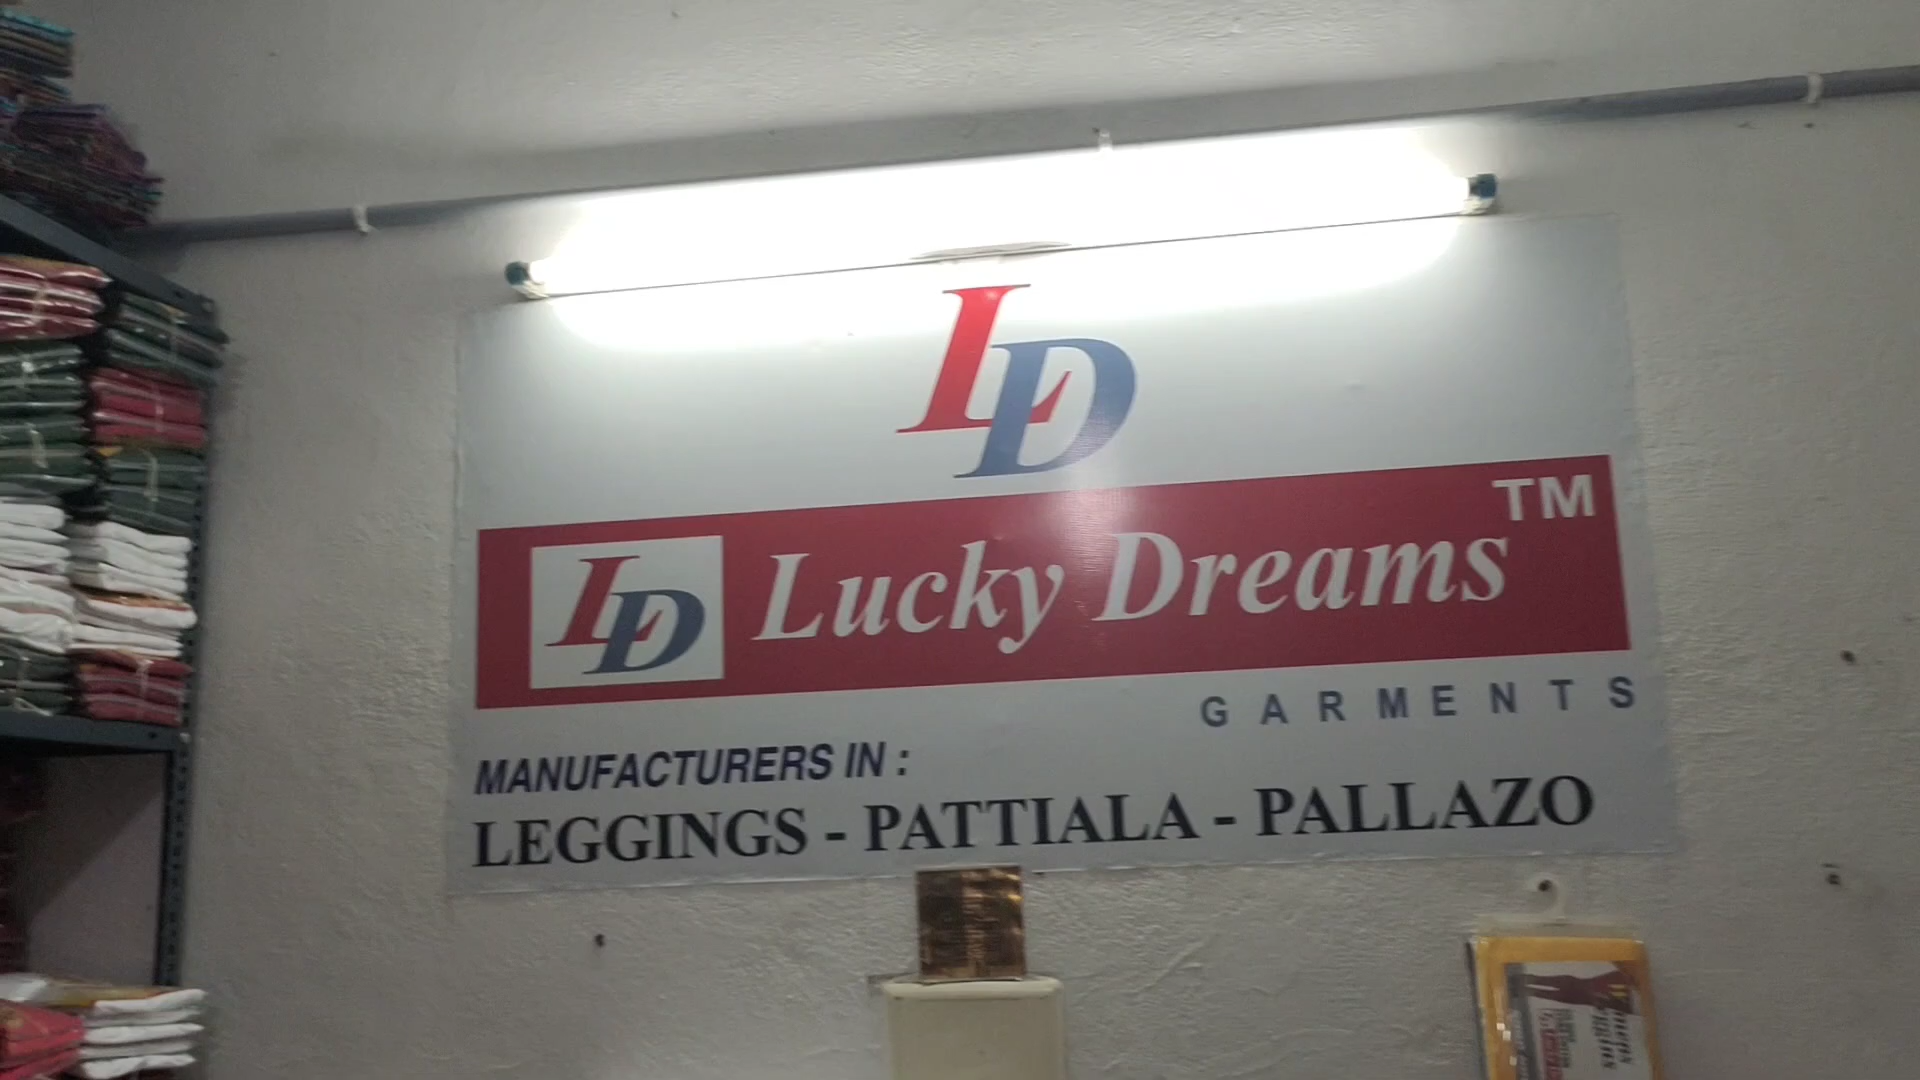 LD
LD Lucky Dreams TM
GARMENTS
MANUFACTURERS IN :
LEGGINGS - PATTIALA - PALLAZO